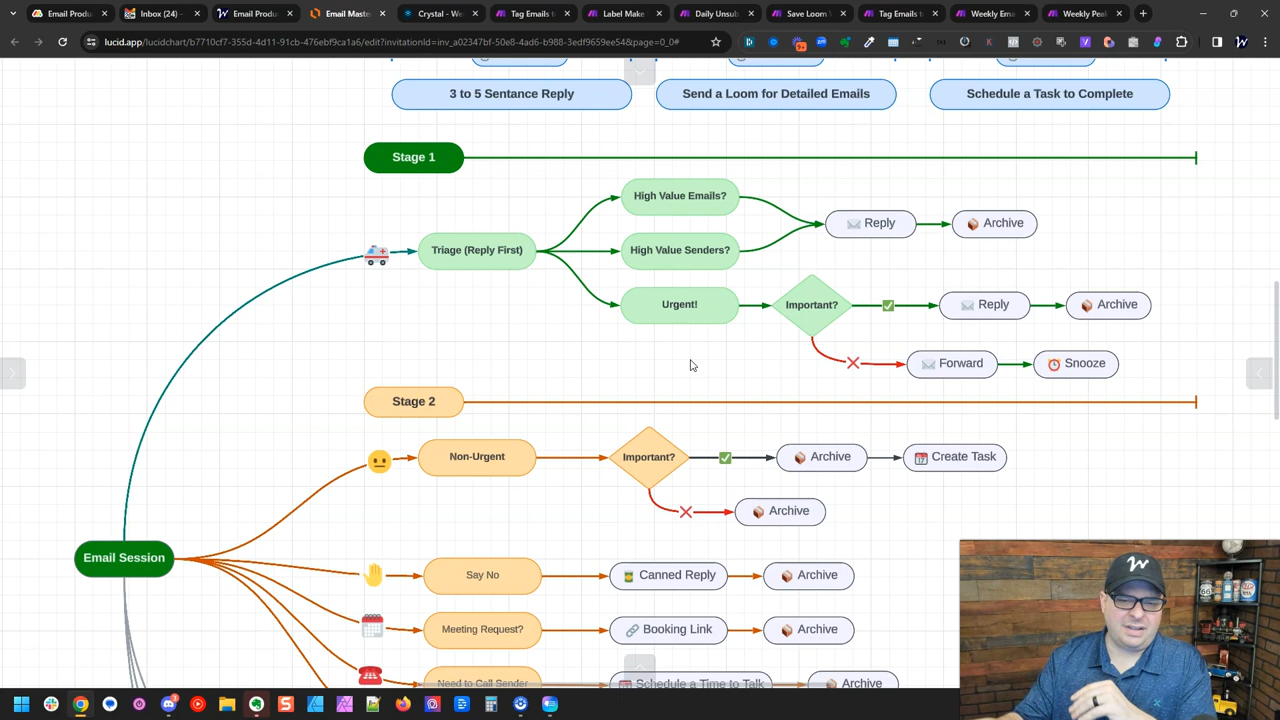 Inbox (24) -
Email Produ
Email Maste
Crystal - We
Tag Emails t
Label Make
Daily Unsub
Save Loom
Tag Emails t
Weekly Ema
Weekly Pea
lucid.app/lucidchart/b7710cf7-355d-4d11-91cb-476ebf9ca1a6/edit?invitationId=inv_a02347bf-50e8-4ad6-b988-3edf9659ee54&page=0_0#
3 to 5 Sentence Reply
Send a Loom for Detailed Emails
Schedule a Task to Complete
Stage 1
High Value Emails?
Reply
Archive
Triage (Reply First)
High Value Senders?
Urgent!
Important?
Reply
Archive
Forward
Snooze
Stage 2
Non-Urgent
Important?
Archive
Create Task
Archive
Email Session
Say No
Canned Reply
Archive
Meeting Request?
Booking Link
Archive
Need to Call Sender
Schedule a Time to Talk
Archive